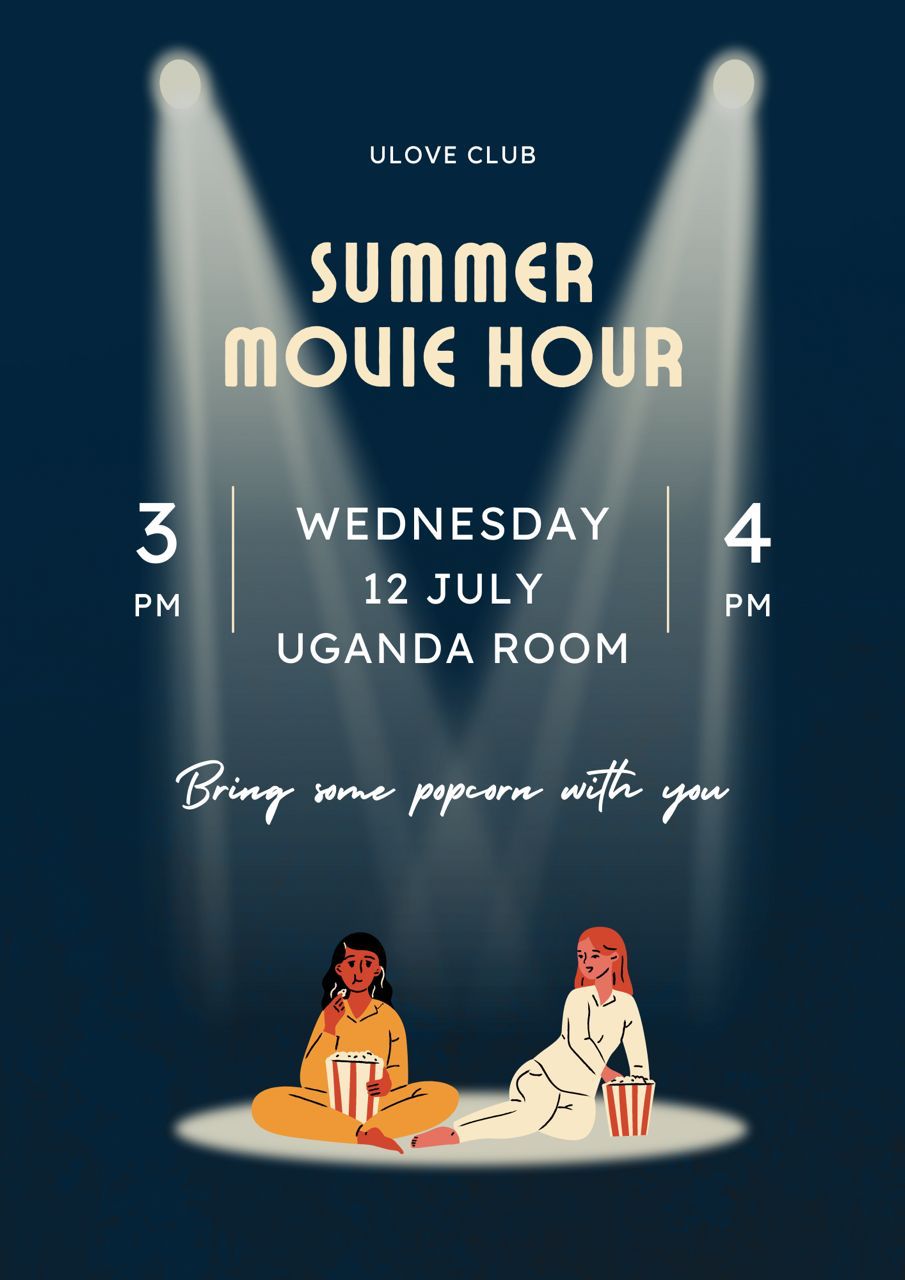 ULOVE CLUB
SUMMER
MOVIE HOUR
3
PM
WEDNESDAY
12 JULY
UGANDA ROOM
4
PM
Bring some popcorn with you